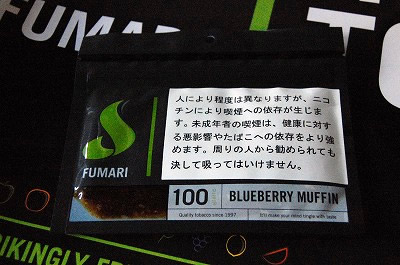 FUMARI
人により程度は異なりますが、ニコ
チンにより喫煙への依存が生じま
す。未成年者の喫煙は、健康に対す
る悪影響やたばこへの依存をより強
めます。周りの人から勧められても
決して吸ってはいけません。
FUMARI
100 BLUEBERRY MUFFIN
Quality tobacco since 1997